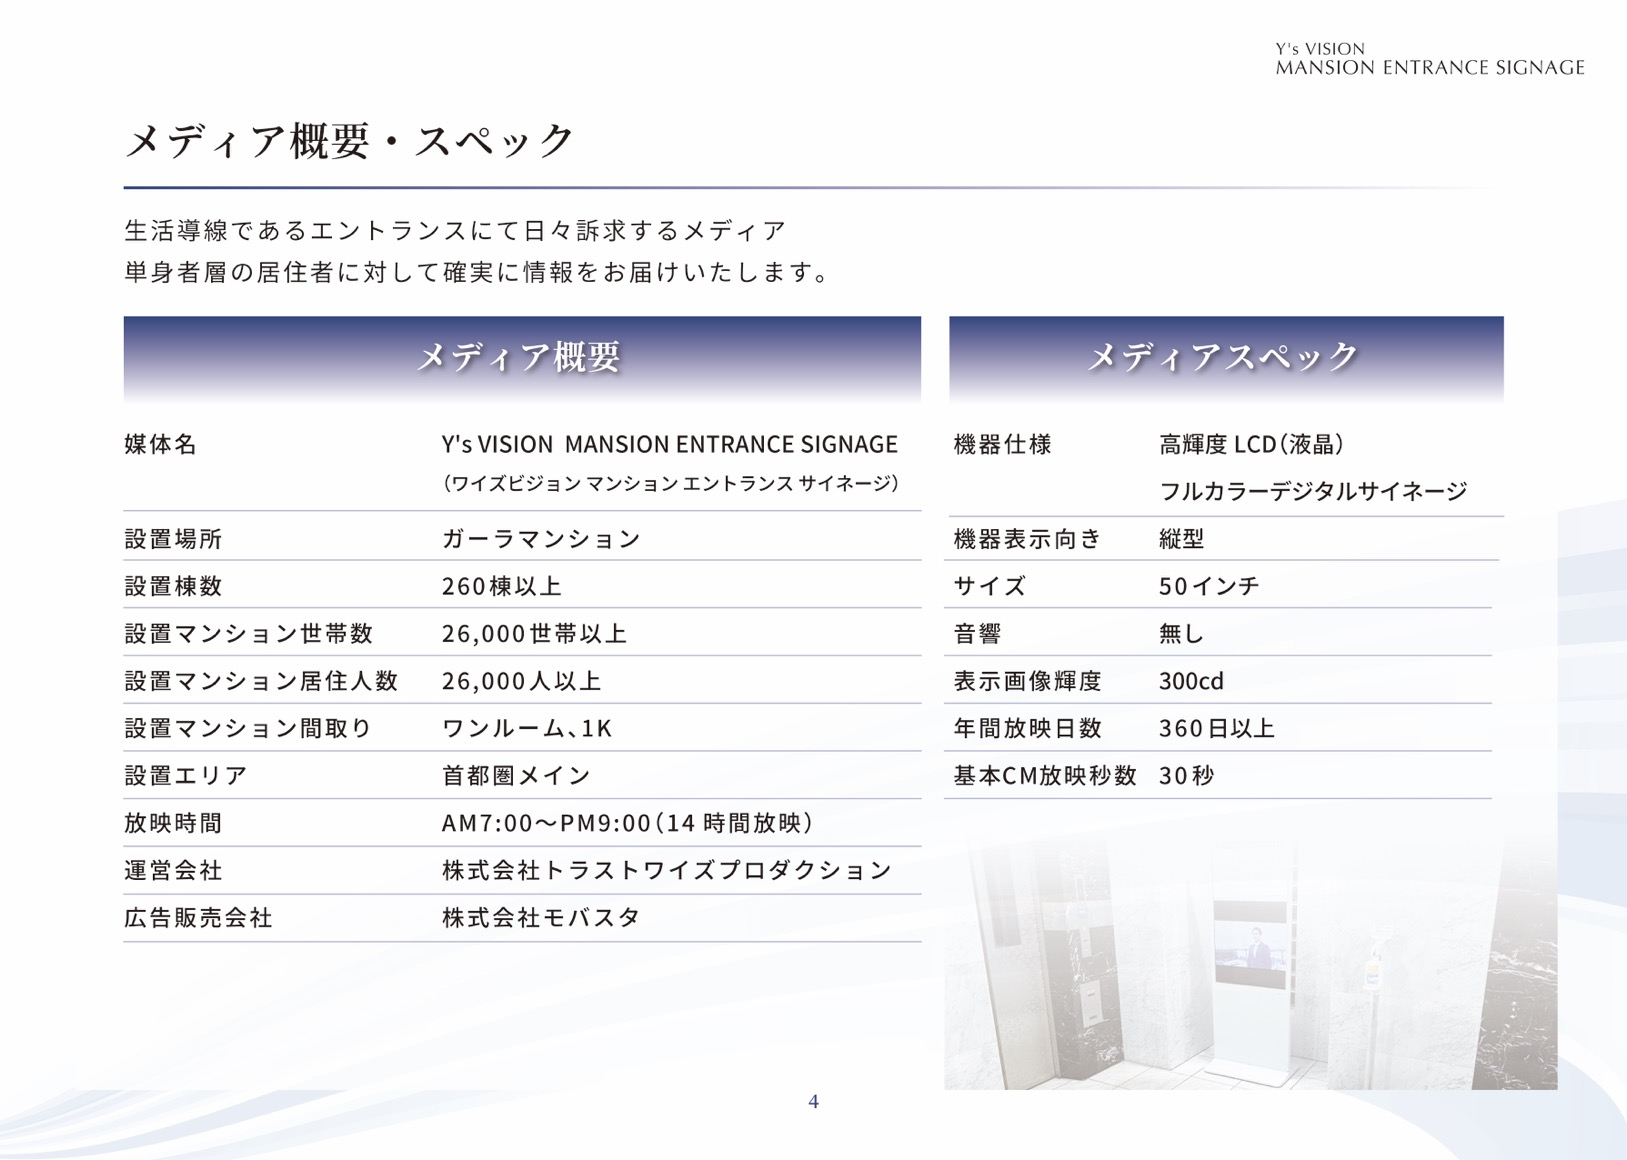 Y's VISION
MANSION ENTRANCE SIGNAGE
メディア概要・スペック
生活導線であるエントランスにて日々訴求するメディア
単身者層の居住者に対して確実に情報をお届けいたします。
メディア概要
媒体名 Y's VISION MANSION ENTRANCE SIGNAGE
（ワイズビジョン マンション エントランス サイネージ）
設置場所 ガーラマンション
設置棟数 260棟以上
設置マンション世帯数 26,000世帯以上
設置マンション居住人数 26,000人以上
設置マンション間取り ワンルーム、1K
設置エリア 首都圏メイン
放映時間 AM7:00〜PM9:00（14 時間放映）
運営会社 株式会社トラストワイズプロダクション
広告販売会社 株式会社モバスタ
メディアスペック
機器仕様 高輝度 LCD（液晶）
フルカラーデジタルサイネージ
機器表示向き 縦型
サイズ 50インチ
音響 無し
表示画像輝度 300cd
年間放映日数 360日以上
基本CM放映秒数 30秒
4